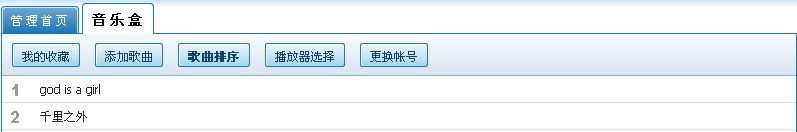 管理首页 音乐盒
我的收藏 添加歌曲 歌曲排序 播放器选择 更换帐号
1 god is a girl
2 千里之外